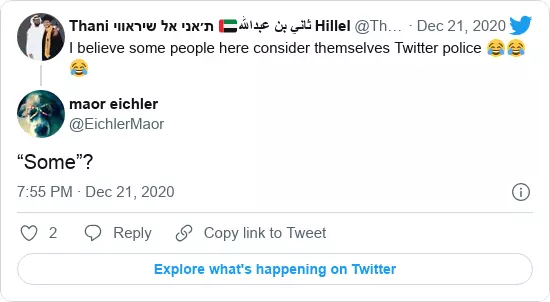 Thani ת׳אני אל שיראווי 🇦🇪ثاني بن عبدالله Hillel @Th… · Dec 21, 2020
I believe some people here consider themselves Twitter police 😂😂
😂
maor eichler
@EichlerMaor
“Some”?
7:55 PM · Dec 21, 2020
2 Reply Copy link to Tweet
Explore what's happening on Twitter